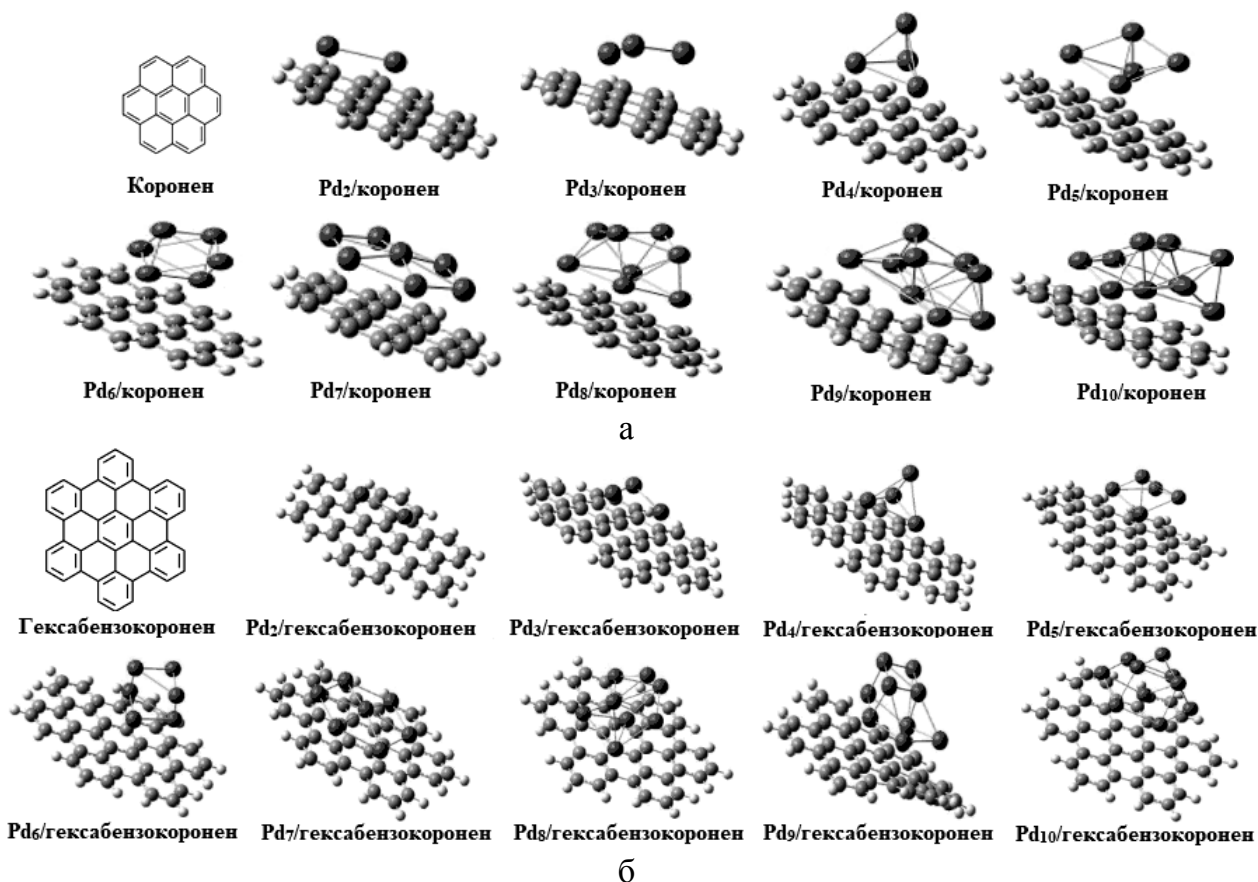 Коронен Pd2/коронен Pd3/коронен Pd4/коронен Pd5/коронен
Pd6/коронен Pd7/коронен Pd8/коронен Pd9/коронен Pd10/коронен
а
Гексабензокоронен Pd2/гексабензокоронен Pd3/гексабензокоронен Pd4/гексабензокоронен Pd5/гексабензокоронен
Pd6/гексабензокоронен Pd7/гексабензокоронен Pd8/гексабензокоронен Pd9/гексабензокоронен Pd10/гексабензокоронен
б